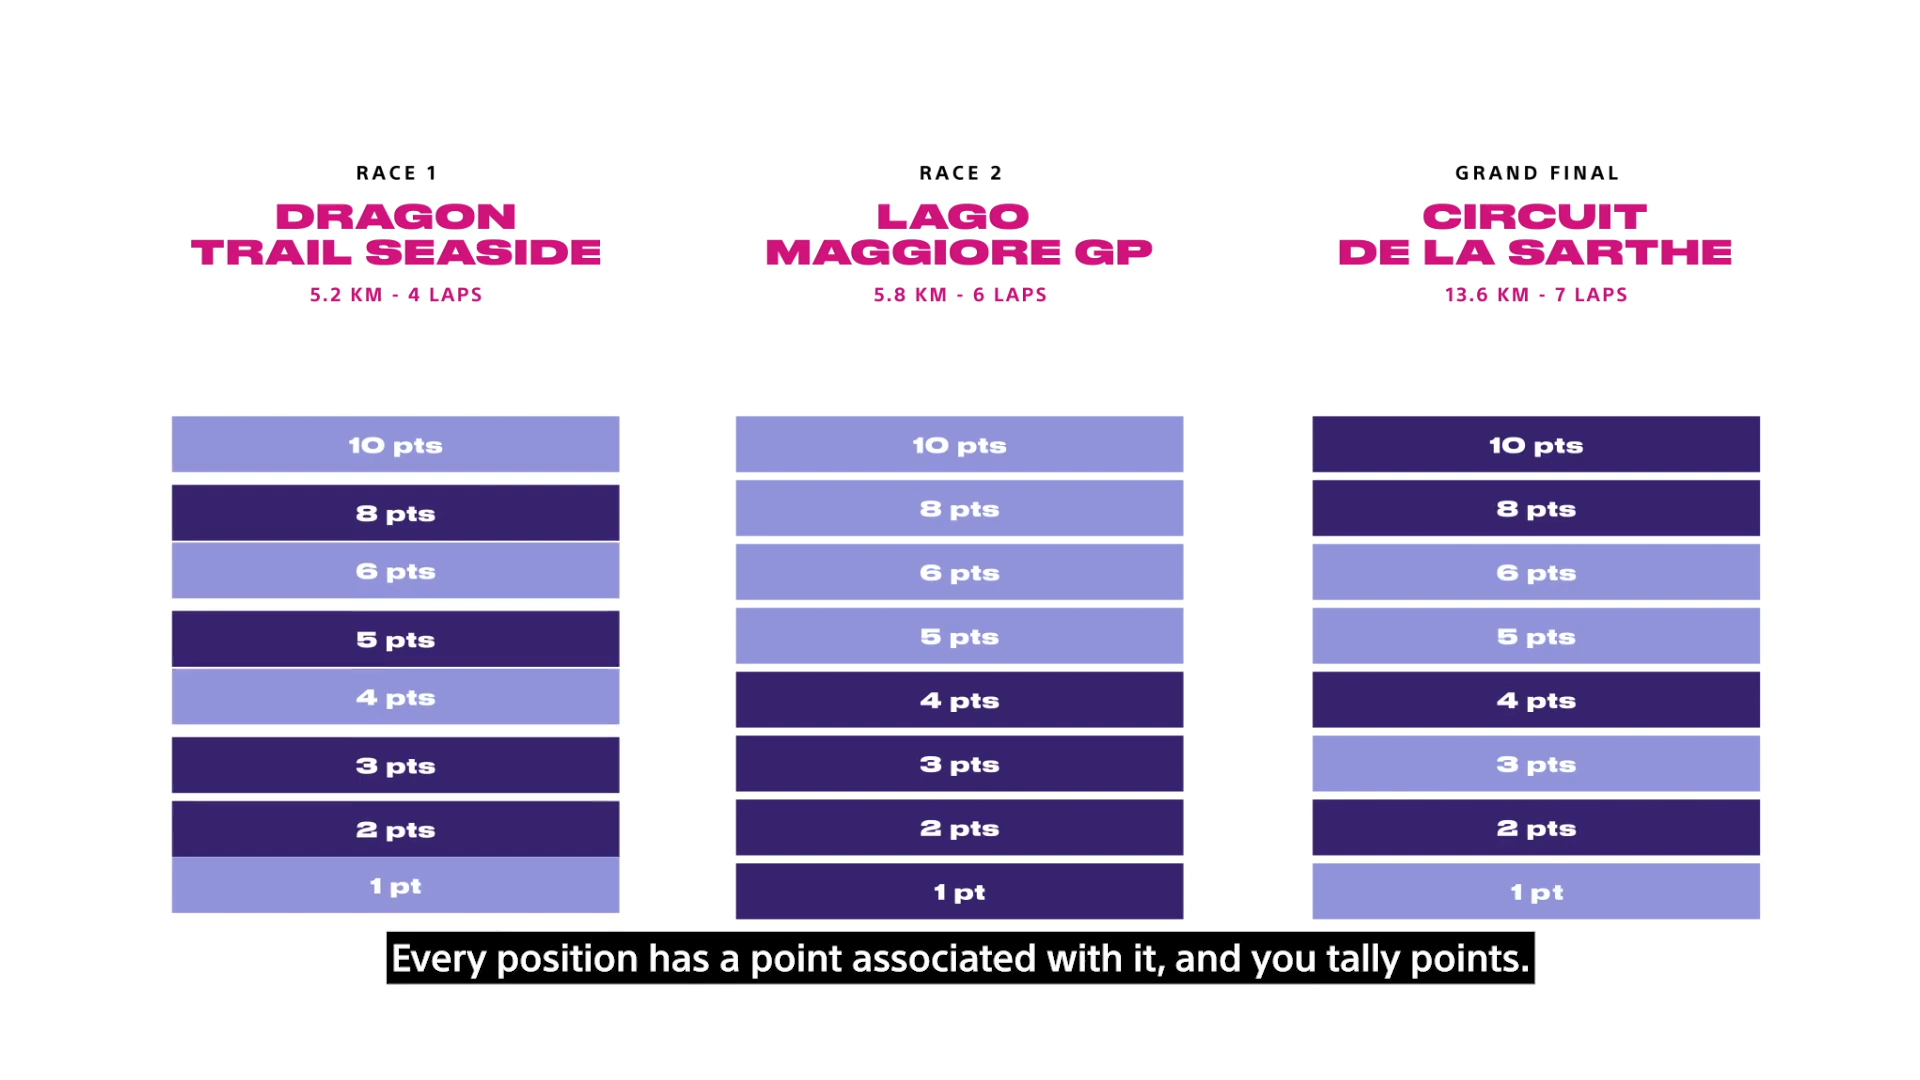 RACE 1
DRAGON
TRAIL SEASIDE
5.2 KM - 4 LAPS
10 pts
8 pts
6 pts
5 pts
4 pts
3 pts
2 pts
1 pt
RACE 2
LAGO
MAGGIORE GP
5.8 KM - 6 LAPS
10 pts
8 pts
6 pts
5 pts
4 pts
3 pts
2 pts
1 pt
GRAND FINAL
CIRCUIT
DE LA SARTHE
13.6 KM - 7 LAPS
10 pts
8 pts
6 pts
5 pts
4 pts
3 pts
2 pts
1 pt
Every position has a point associated with it, and you tally points.